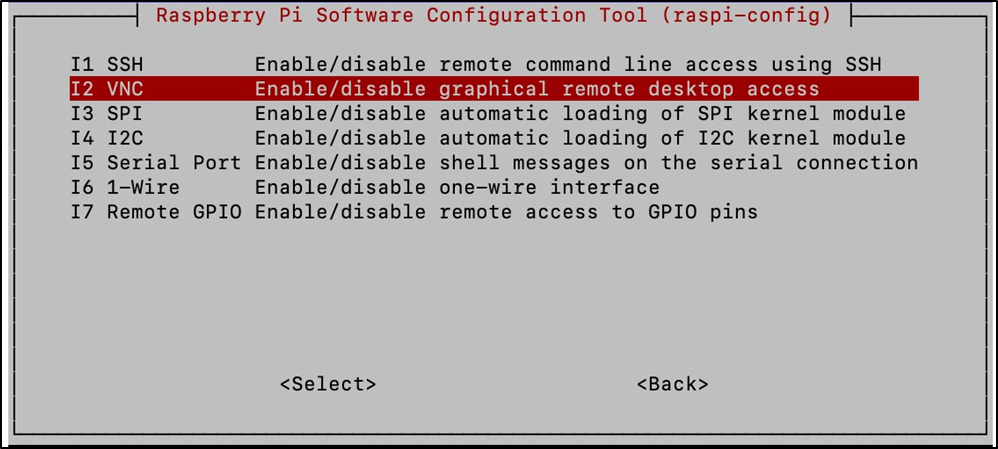 Raspberry Pi Software Configuration Tool (raspi-config)
I1 SSH Enable/disable remote command line access using SSH
I2 VNC Enable/disable graphical remote desktop access
I3 SPI Enable/disable automatic loading of SPI kernel module
I4 I2C Enable/disable automatic loading of I2C kernel module
I5 Serial Port Enable/disable shell messages on the serial connection
I6 1-Wire Enable/disable one-wire interface
I7 Remote GPIO Enable/disable remote access to GPIO pins
<Select> <Back>